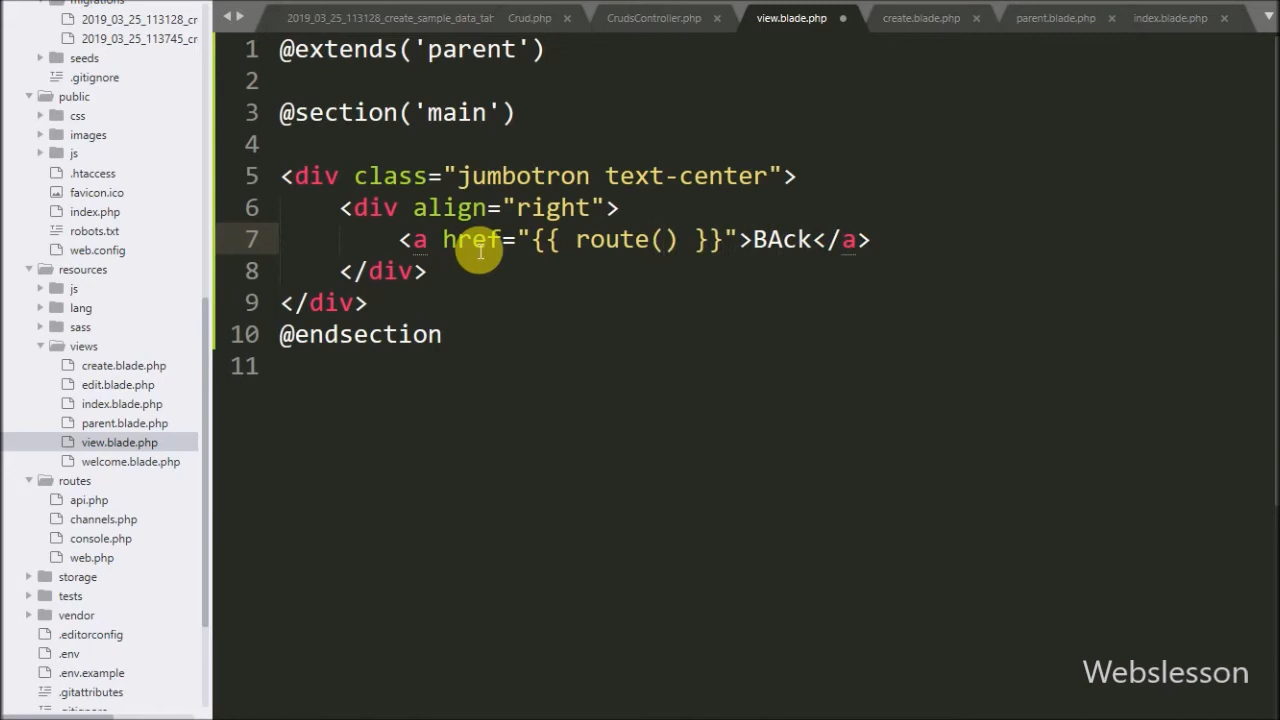 migrations
2019_03_25_113128_cr
2019_03_25_113745_cr
seeds
.gitignore
public
css
images
js
.htaccess
favicon.ico
index.php
robots.txt
web.config
resources
js
lang
sass
views
create.blade.php
edit.blade.php
index.blade.php
parent.blade.php
view.blade.php
welcome.blade.php
routes
api.php
channels.php
console.php
web.php
storage
tests
vendor
.editorconfig
.env
.env.example
.gitattributes
.gitignore
2019_03_25_113128_create_sample_data_tab Crud.php CrudsController.php view.blade.php create.blade.php parent.blade.php index.blade.php
1 @extends('parent')
2
3 @section('main')
4
5 <div class="jumbotron text-center">
6 <div align="right">
7 <a href="{{ route() }}">BAck</a>
8 </div>
9 </div>
10 @endsection
11
Webslesson